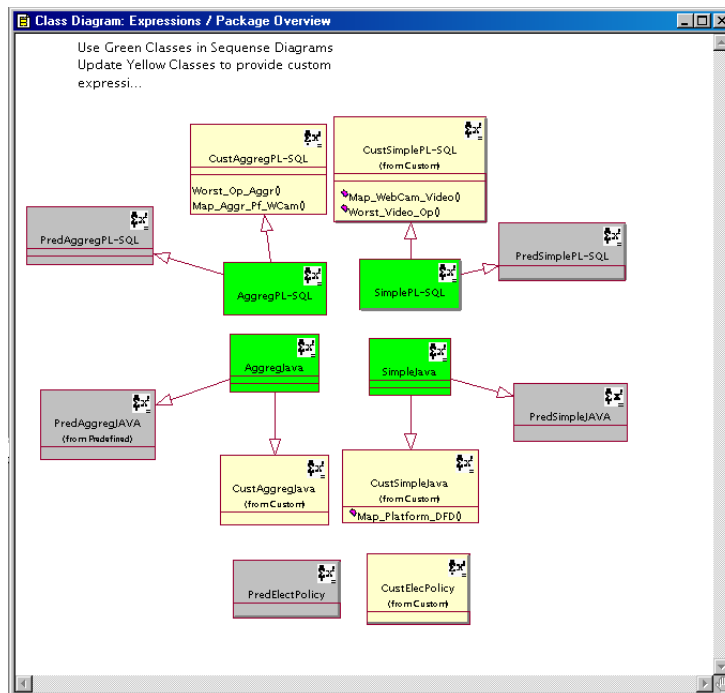 Class Diagram: Expressions / Package Overview
Use Green Classes in Sequense Diagrams
Update Yellow Classes to provide custom
expressi...
CustAggregPL-SQL
Worst_Op_Aggr()
Map_Aggr_Pf_WCam()
CustSimplePL-SQL
(from Custom)
Map_WebCam_Video()
Worst_Video_Op()
PredAggregPL-SQL
PredSimplePL-SQL
AggregPL-SQL
SimplePL-SQL
AggregJava
SimpleJava
PredAggregJAVA
(from Predefined)
PredSimpleJAVA
CustAggregJava
(from Custom)
CustSimpleJava
(from Custom)
Map_Platform_DFD()
PredElectPolicy
CustElecPolicy
(from Custom)